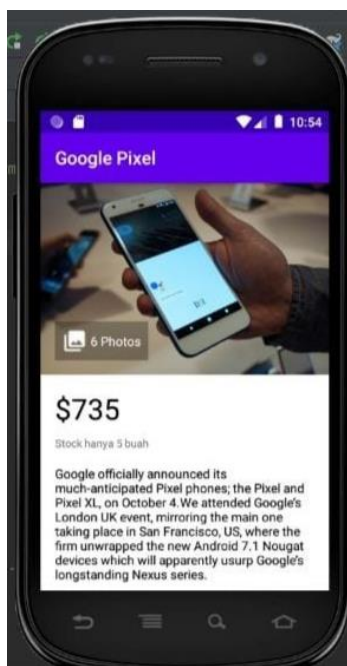 10:54
Google Pixel
6 Photos
$735
Stock hanya 5 buah
Google officially announced its
much-anticipated Pixel phones; the Pixel and
Pixel XL, on October 4.We attended Google's
London UK event, mirroring the main one
taking place in San Francisco, US, where the
firm unwrapped the new Android 7.1 Nougat
devices which will apparently usurp Google's
longstanding Nexus series.